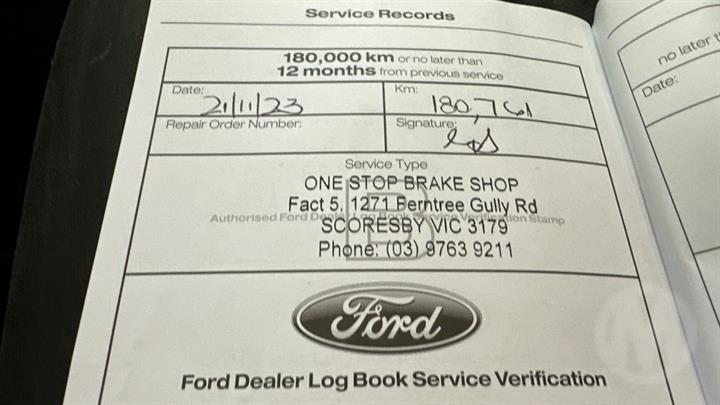 Service Records
180,000 km or no later than
12 months from previous service
Date:
21/11/23
Km:
180,761
Repair Order Number:
Signature:
Service Type
ONE STOP BRAKE SHOP
Fact 5, 1271 Ferntree Gully Rd
Authorised Ford Dealer Log Book Service Verification Stamp
SCORESBY VIC 3179
Phone: (03) 9763 9211
B
Ford
Ford Dealer Log Book Service Verification
no later
Date: